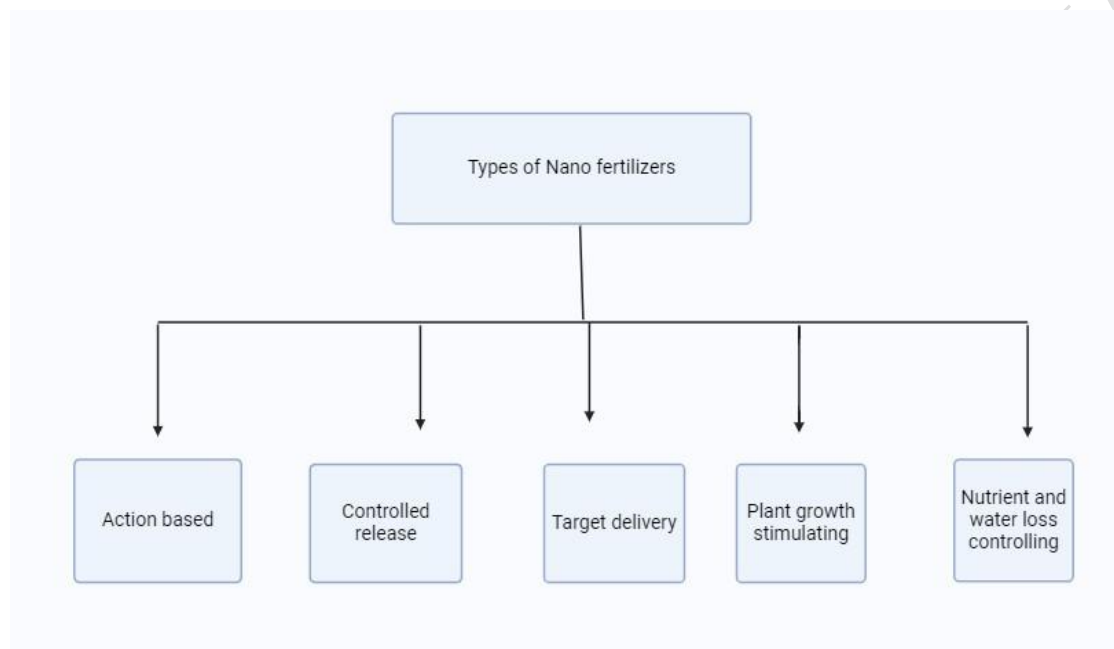 Types of Nano fertilizers
Action based
Controlled
release
Target delivery
Plant growth
stimulating
Nutrient and
water loss
controlling